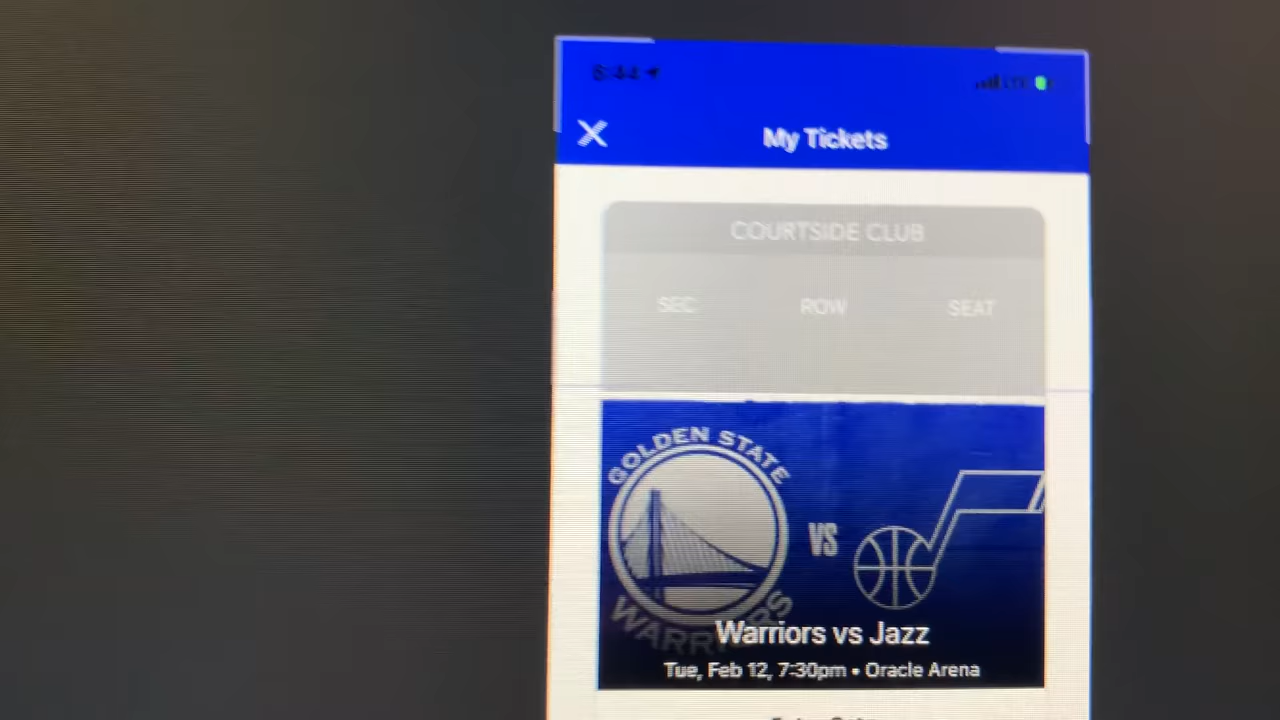 8:44
LTE
My Tickets
COURTSIDE CLUB
SEC ROW SEAT
GOLDEN STATE
WARRIORS
VS
Warriors vs Jazz
Tue, Feb 12, 7:30pm • Oracle Arena